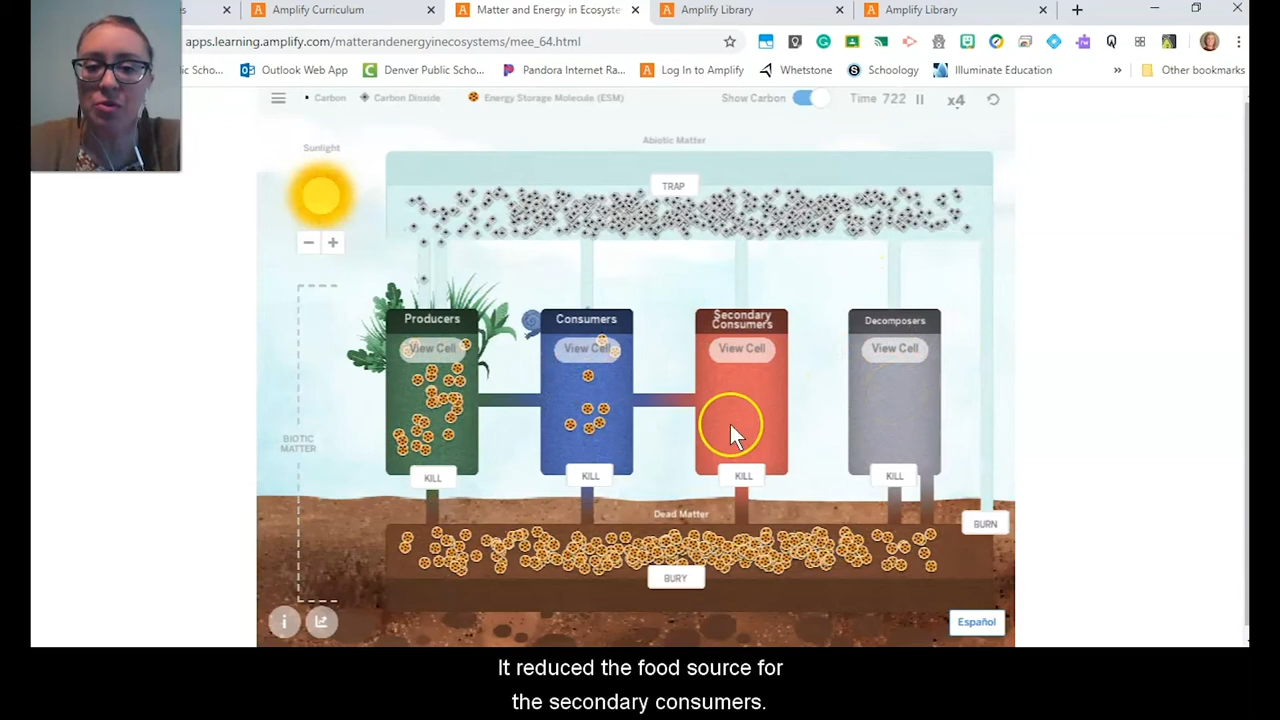 es
Amplify Curriculum
Matter and Energy in Ecosyste
Amplify Library
Amplify Library
apps.learning.amplify.com/matterandenergyinecosystems/mee_64.html
lic Scho...
Outlook Web App
Denver Public Scho...
Pandora Internet Ra...
Log In to Amplify
Whetstone
Schoology
Illuminate Education
»
Other bookmarks
Carbon
Carbon Dioxide
Energy Storage Molecule (ESM)
Show Carbon
Time 722
x4
Abiotic Matter
Sunlight
TRAP
Producers
Consumers
Secondary
Consumers
Decomposers
View Cell
View Cell
View Cell
View Cell
BIOTIC
MATTER
KILL
KILL
KILL
KILL
Dead Matter
BURN
BURY
Español
It reduced the food source for
the secondary consumers.